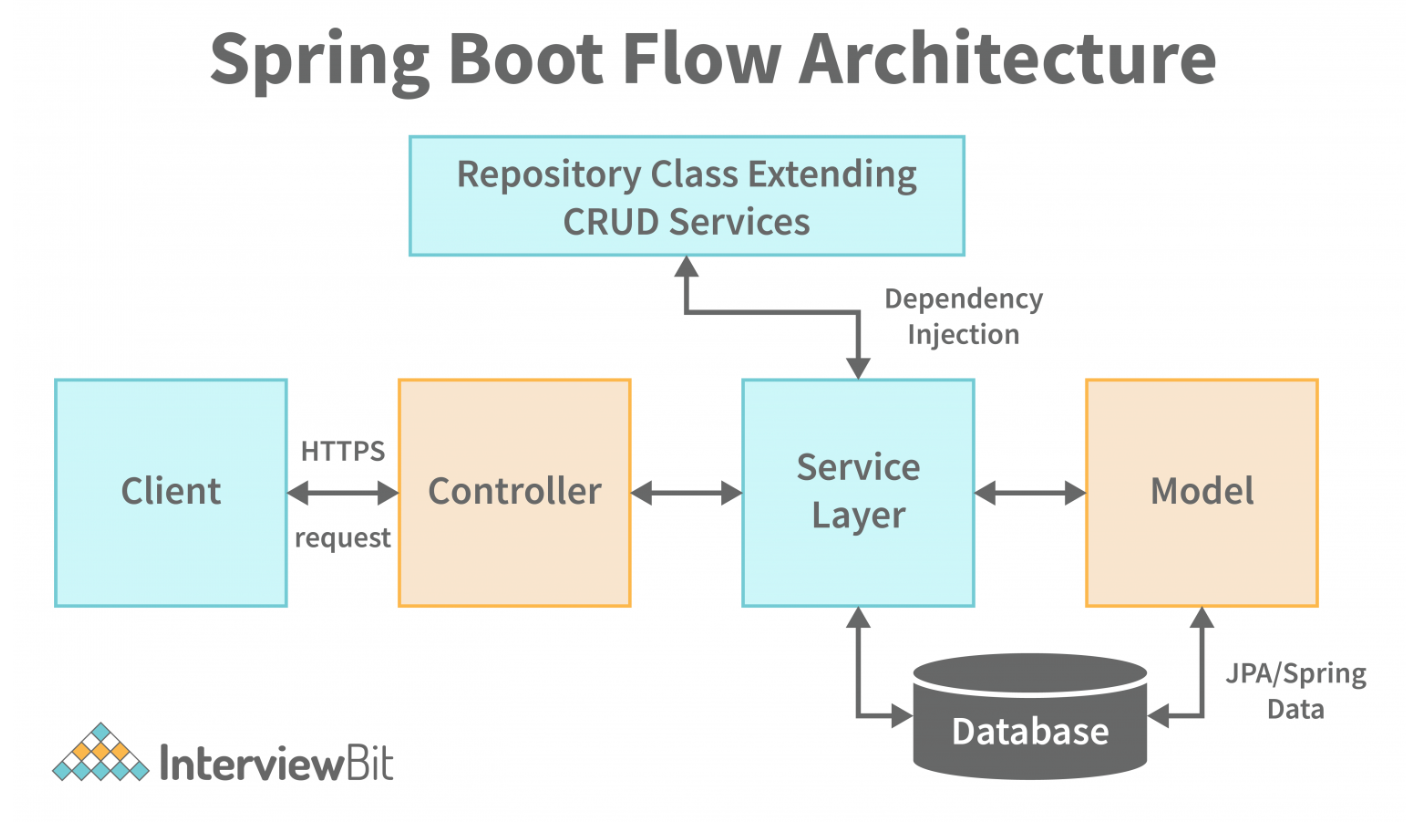 Spring Boot Flow Architecture
Repository Class Extending
CRUD Services
Dependency
Injection
Client
HTTPS
request
Controller
Service
Layer
Model
Database
JPA/Spring
Data
InterviewBit